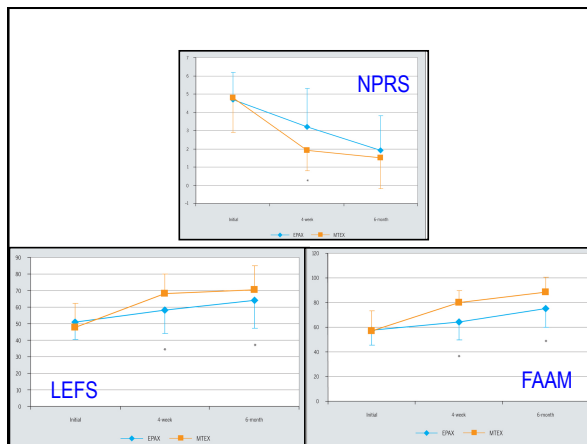 NPRS
7
6
5
4
3
2
1
0
-1
Initial
4-week
6-month
EPAX
MTEX
*
LEFS
90
80
70
60
50
40
30
20
10
0
Initial
4-week
6-month
EPAX
MTEX
*
*
FAAM
120
100
80
60
40
20
0
Initial
4-week
6-month
EPAX
MTEX
*
*